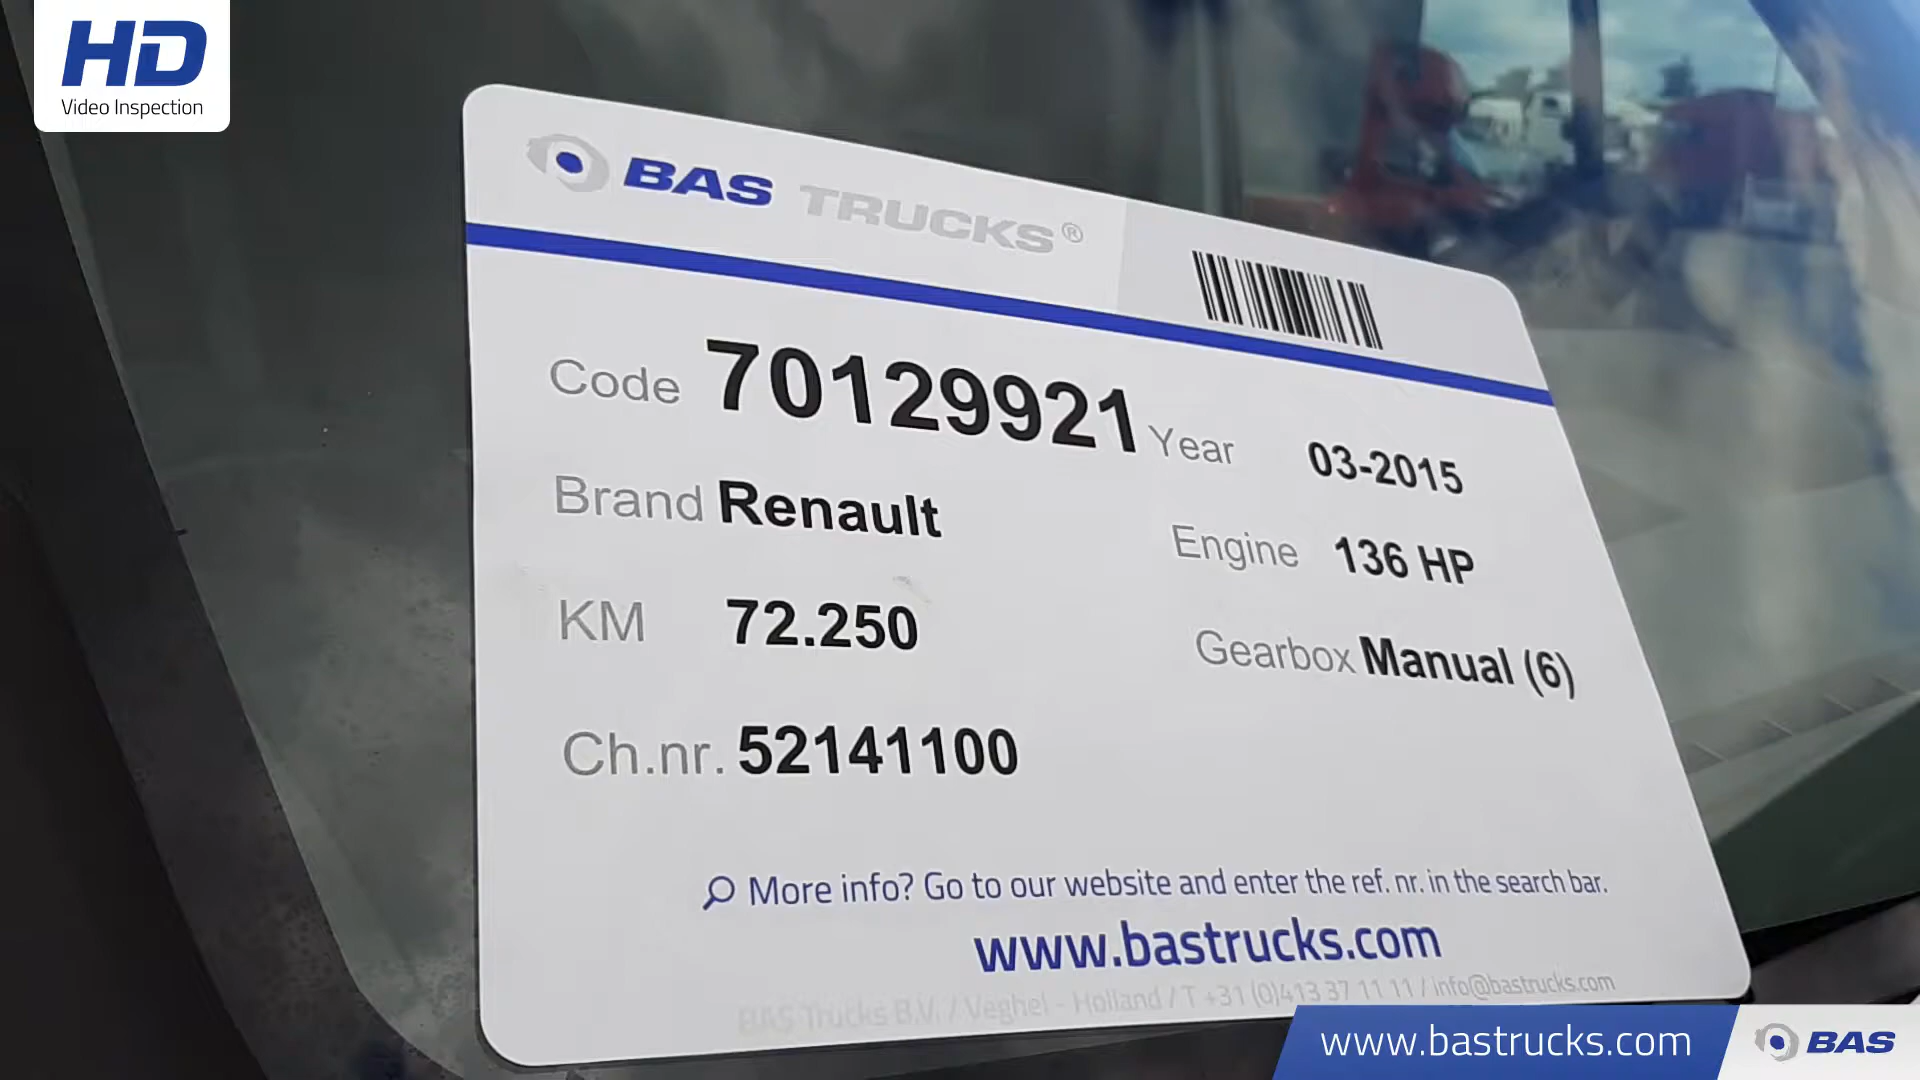 HD
Video Inspection
BAS TRUCKS®
Code 70129921 Year 03-2015
Brand Renault Engine 136 HP
KM 72.250 Gearbox Manual (6)
Ch.nr. 52141100
More info? Go to our website and enter the ref. nr. in the search bar.
www.bastrucks.com
BAS Trucks B.V. / Veghel - Holland / T +31 (0)413 37 11 11 / info@bastrucks.com
www.bastrucks.com BAS